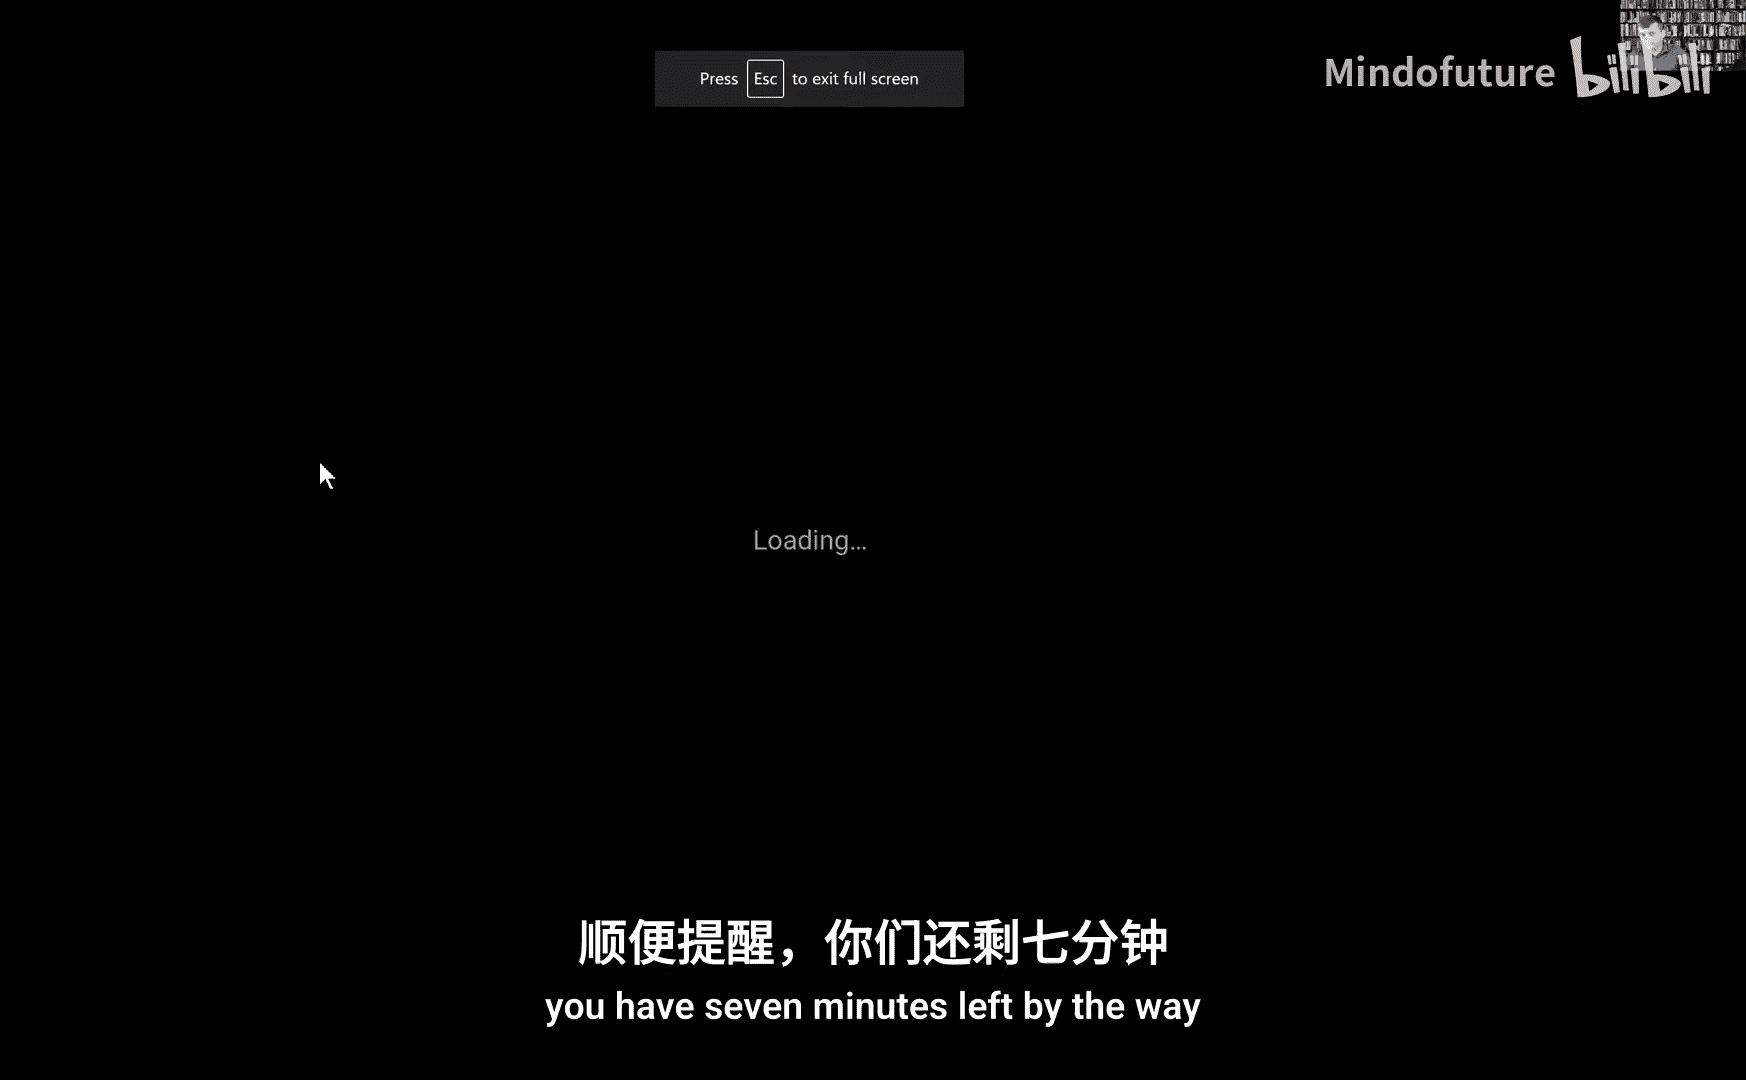 Press Esc to exit full screen
Mindofuture bilibili
Loading...
顺便提醒，你们还剩七分钟
you have seven minutes left by the way